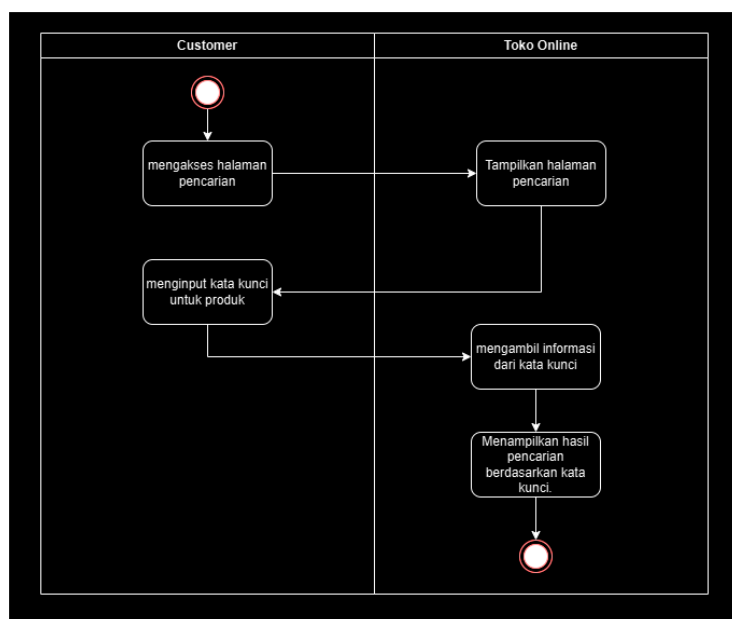 Customer
Toko Online
mengakses halaman
pencarian
Tampilkan halaman
pencarian
menginput kata kunci
untuk produk
mengambil informasi
dari kata kunci
Menampilkan hasil
pencarian
berdasarkan kata
kunci.